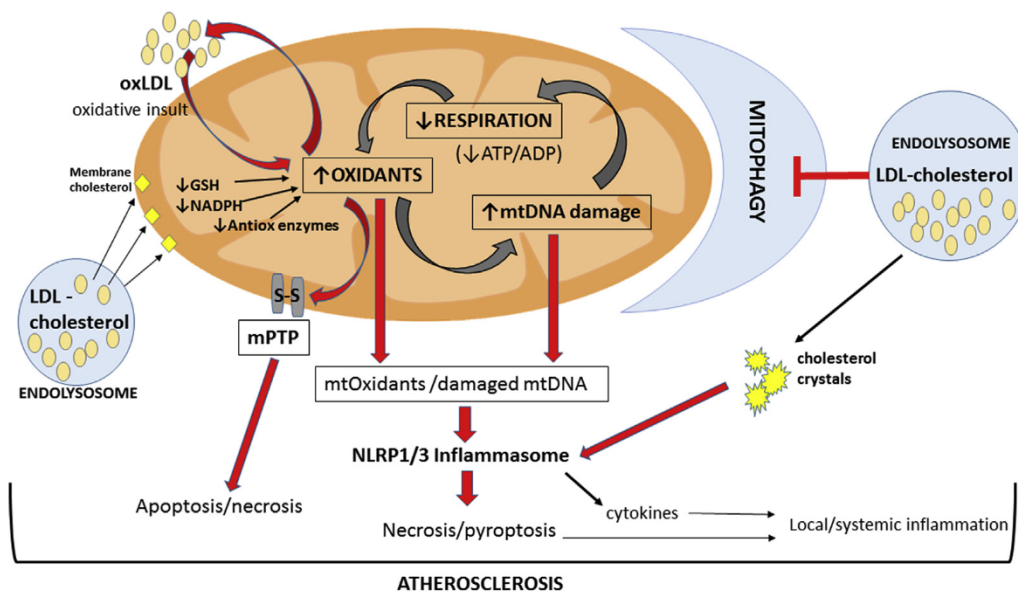 oxLDL
oxidative insult
Membrane
cholesterol
↓GSH
↓NADPH
↓Antiox enzymes
↑OXIDANTS
↓RESPIRATION
(↓ATP/ADP)
↑mtDNA damage
MITOPHAGY
ENDOLYSOSOME
LDL-cholesterol
LDL -
cholesterol
ENDOLYSOSOME
S-S
mPTP
mtOxidants /damaged mtDNA
cholesterol
crystals
NLRP1/3 Inflammasome
Apoptosis/necrosis
Necrosis/pyroptosis
cytokines
Local/systemic inflammation
ATHEROSCLEROSIS